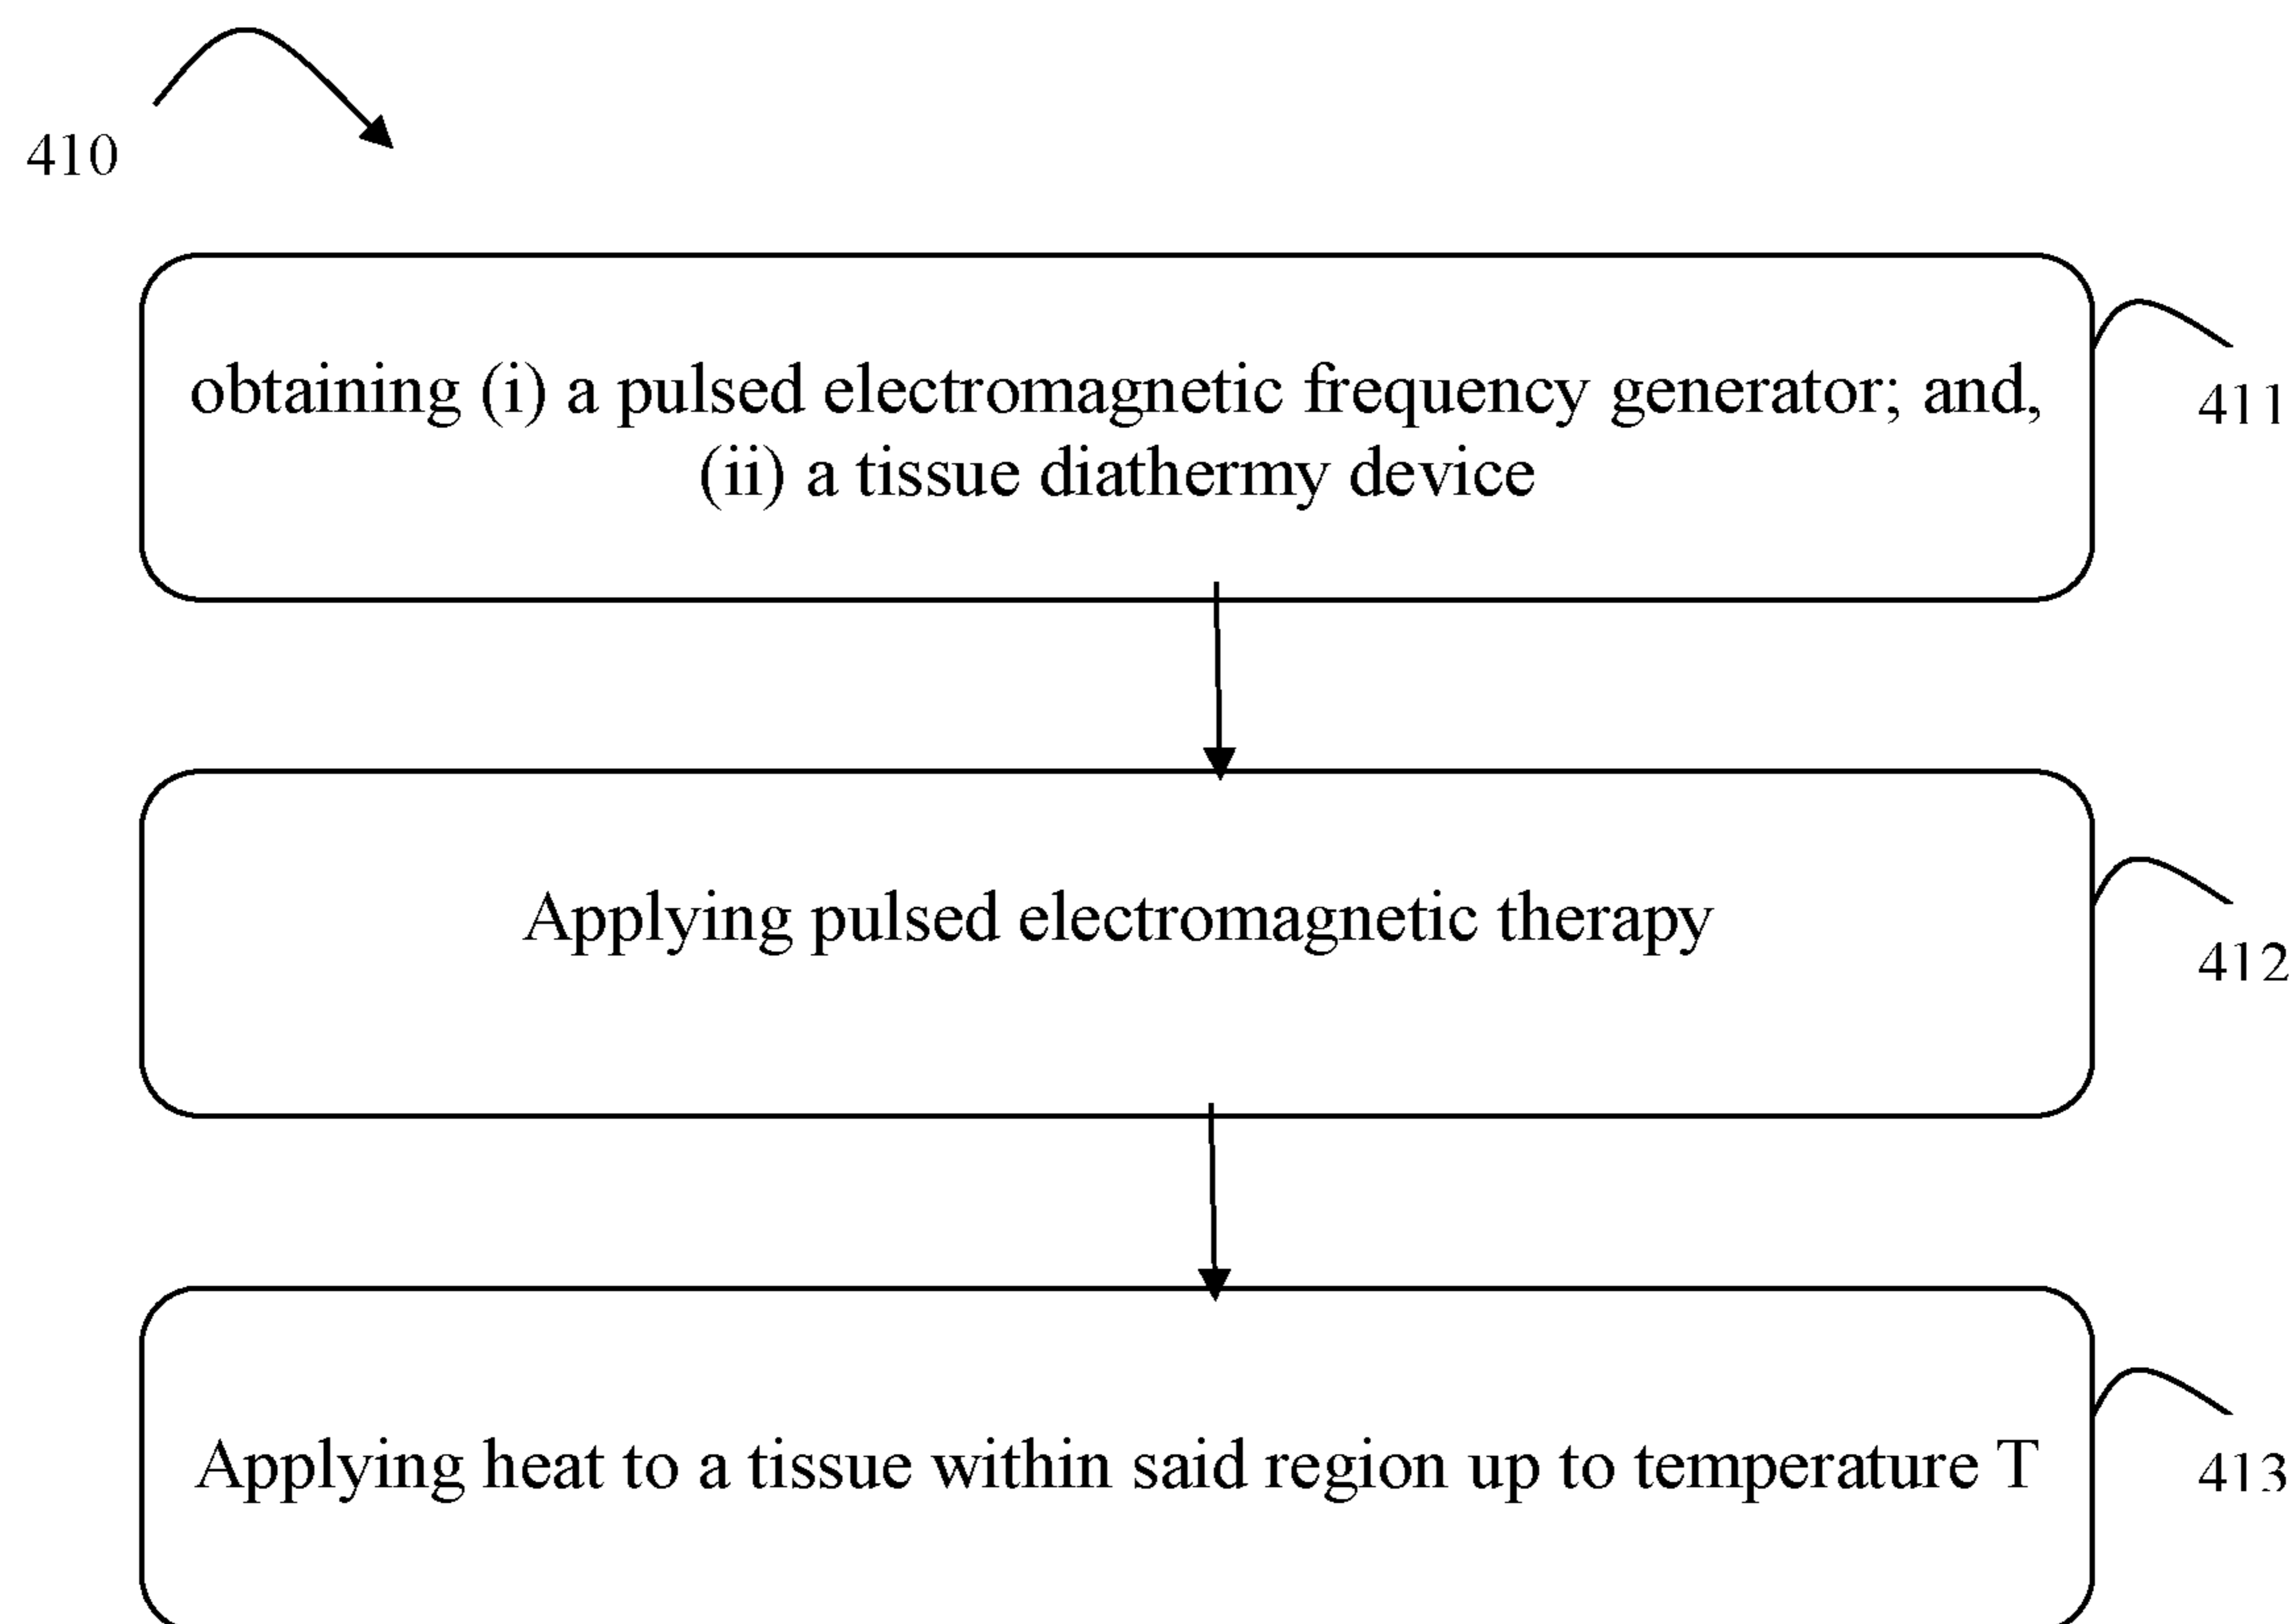 410
obtaining (i) a pulsed electromagnetic frequency generator; and,
(ii) a tissue diathermy device
411
Applying pulsed electromagnetic therapy
412
Applying heat to a tissue within said region up to temperature T
413